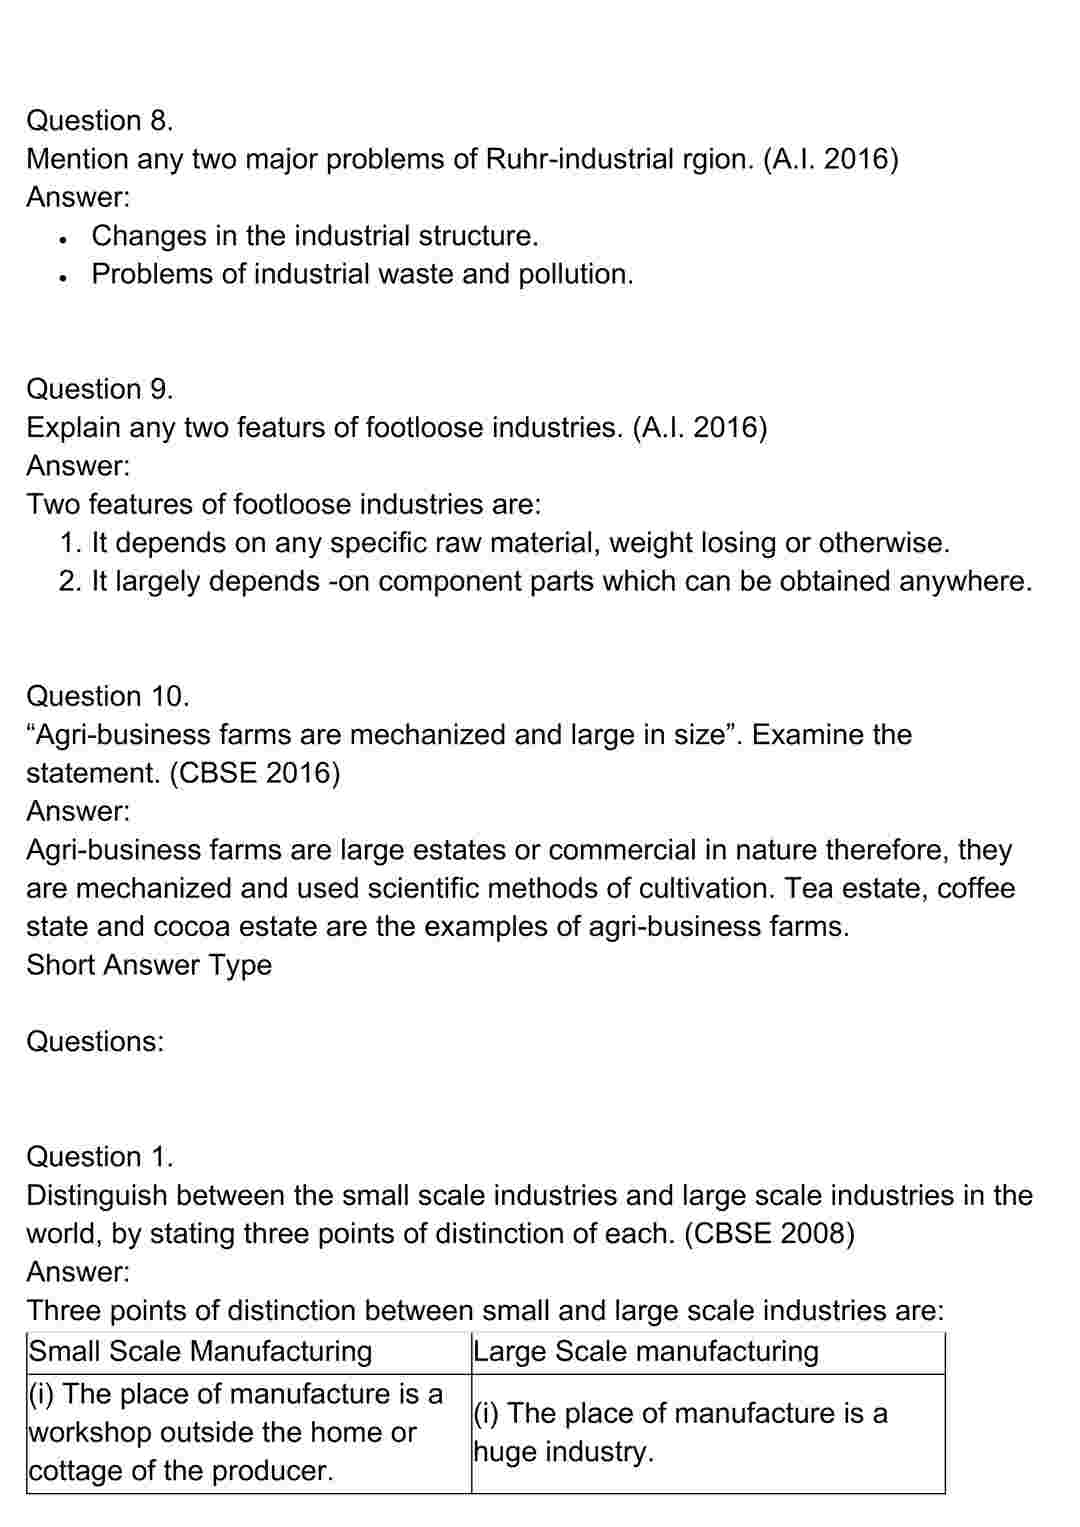 Question 8.
Mention any two major problems of Ruhr-industrial rgion. (A.I. 2016)
Answer:
• Changes in the industrial structure.
• Problems of industrial waste and pollution.
Question 9.
Explain any two featurs of footloose industries. (A.I. 2016)
Answer:
Two features of footloose industries are:
1. It depends on any specific raw material, weight losing or otherwise.
2. It largely depends -on component parts which can be obtained anywhere.
Question 10.
“Agri-business farms are mechanized and large in size”. Examine the
statement. (CBSE 2016)
Answer:
Agri-business farms are large estates or commercial in nature therefore, they
are mechanized and used scientific methods of cultivation. Tea estate, coffee
state and cocoa estate are the examples of agri-business farms.
Short Answer Type
Questions:
Question 1.
Distinguish between the small scale industries and large scale industries in the
world, by stating three points of distinction of each. (CBSE 2008)
Answer:
Three points of distinction between small and large scale industries are:
Small Scale Manufacturing
Large Scale manufacturing
(i) The place of manufacture is a
workshop outside the home or
cottage of the producer.
(i) The place of manufacture is a
huge industry.